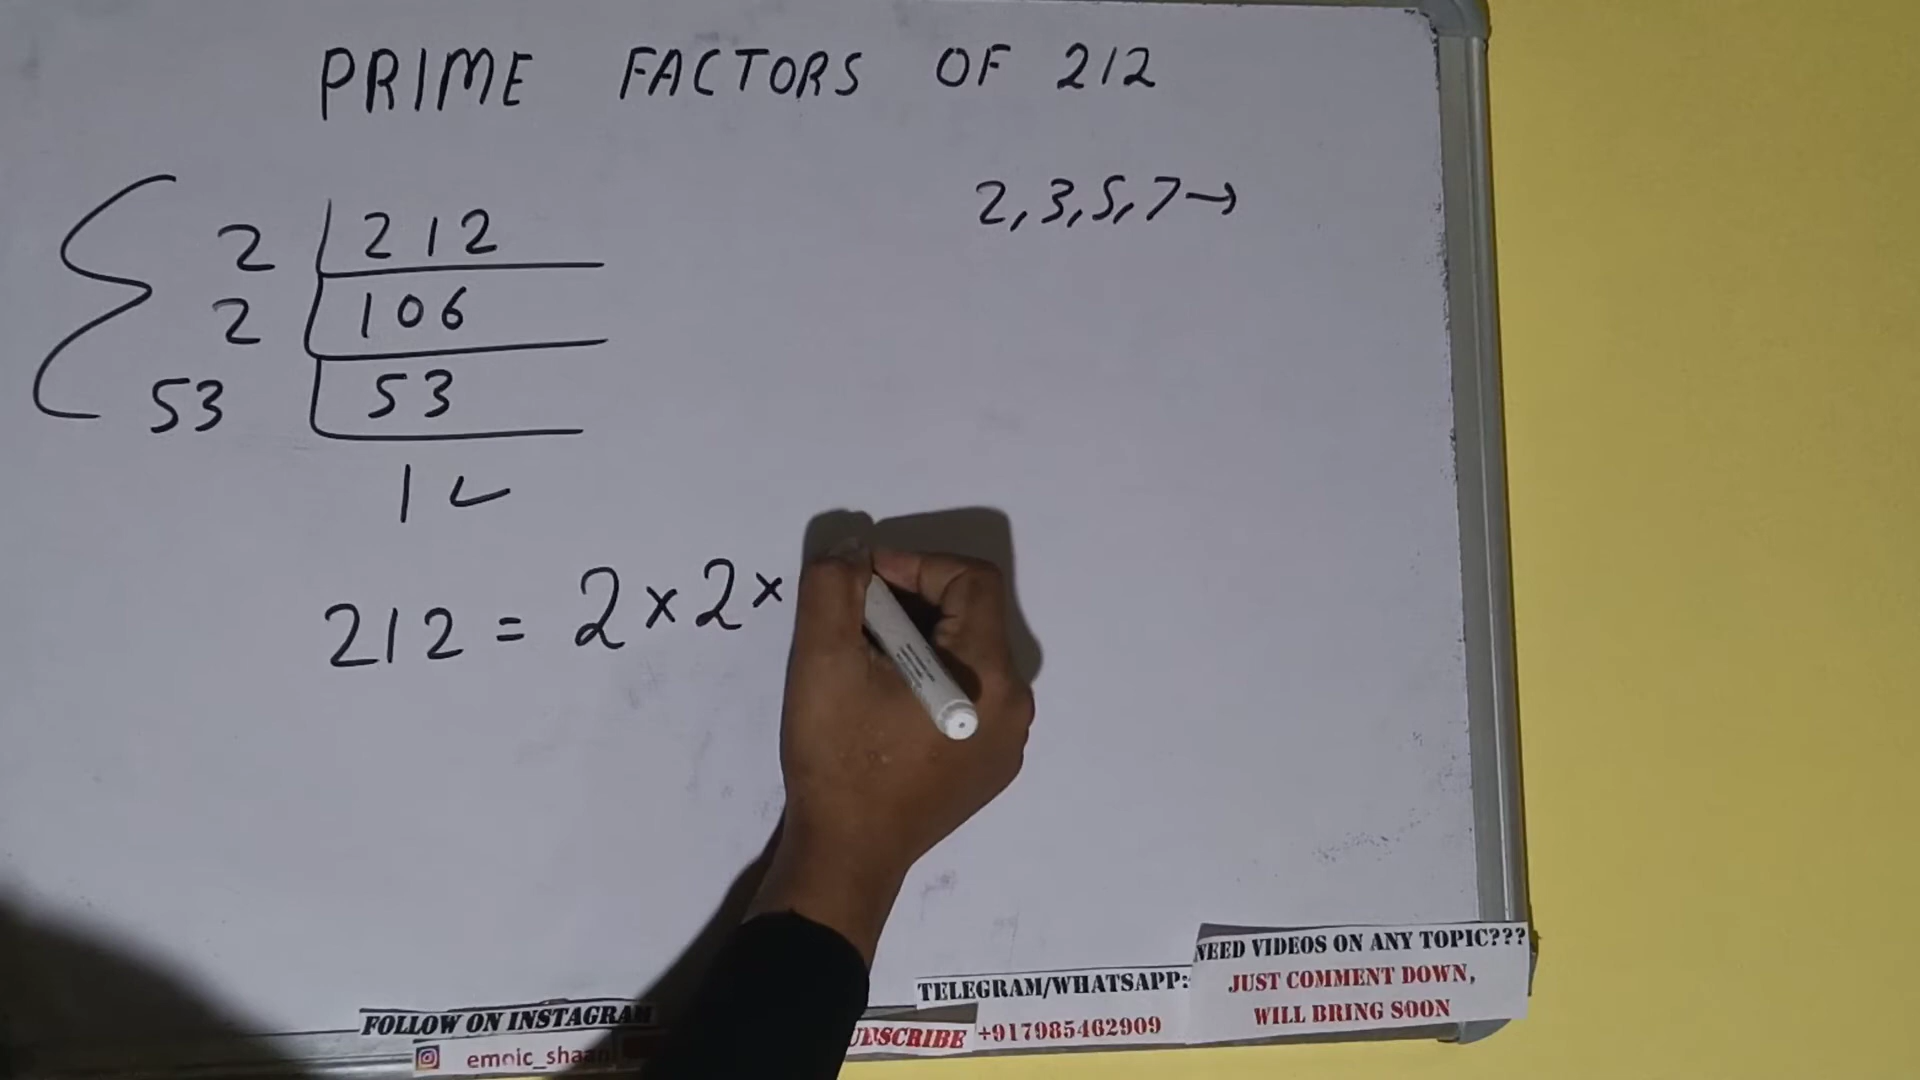 PRIME FACTORS OF 212
2,3,5,7→
2 | 212
2 | 106
53 | 53
1 ✓
212 = 2×2×
NEED VIDEOS ON ANY TOPIC???
JUST COMMENT DOWN,
WILL BRING SOON
TELEGRAM/WHATSAPP:
+917985462909
FOLLOW ON INSTAGRAM